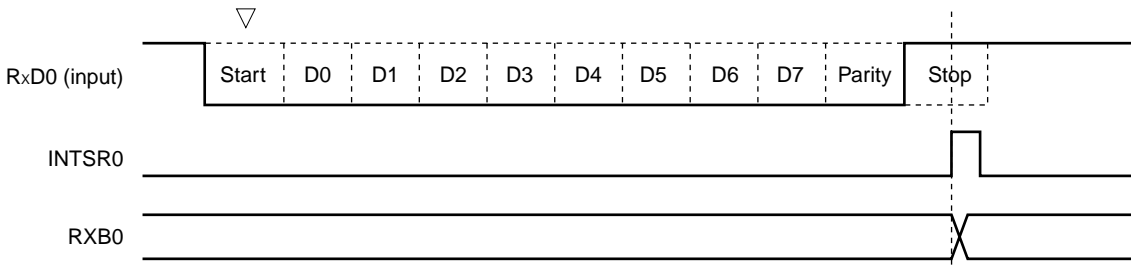 RxD0 (input) Start D0 D1 D2 D3 D4 D5 D6 D7 Parity Stop
INTSR0
RXB0